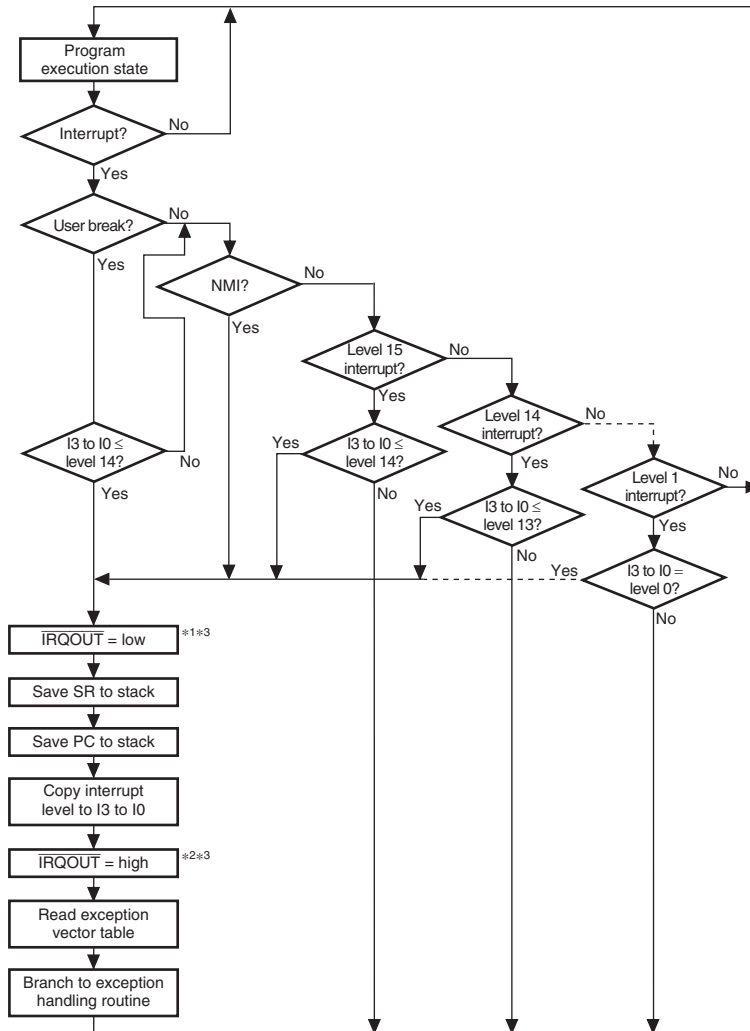 Program
execution state
Interrupt?
No
Yes
User break?
No
Yes
NMI?
No
Yes
Level 15
interrupt?
No
Yes
Level 14
interrupt?
No
Yes
I3 to I0 ≤
level 14?
No
Yes
Yes
I3 to I0 ≤
level 14?
No
Level 1
interrupt?
No
Yes
Yes
I3 to I0 ≤
level 13?
No
Yes
I3 to I0 =
level 0?
No
IRQOUT = low *1*3
Save SR to stack
Save PC to stack
Copy interrupt
level to I3 to I0
IRQOUT = high *2*3
Read exception
vector table
Branch to exception
handling routine